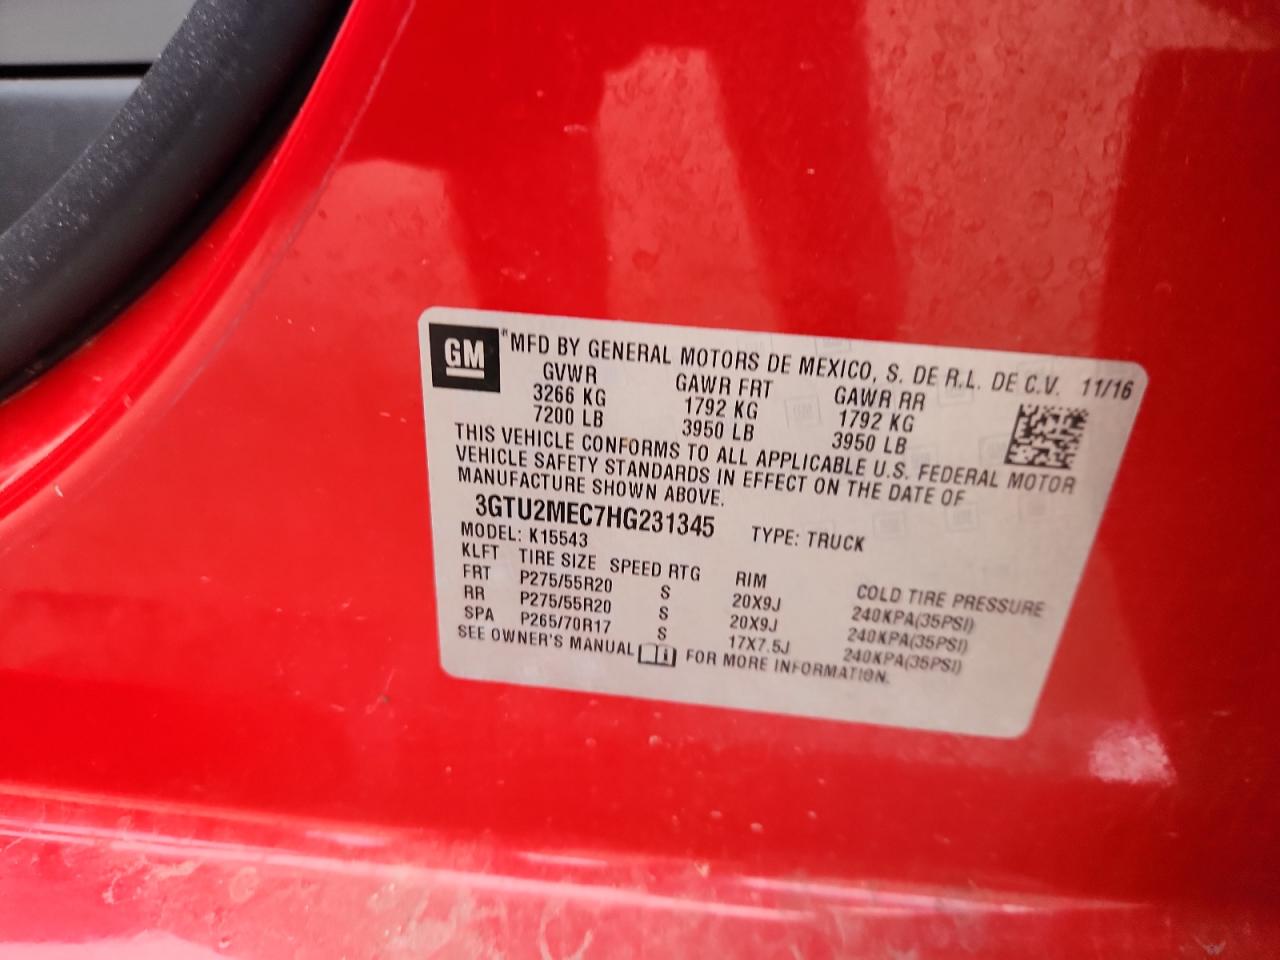 GM MFD BY GENERAL MOTORS DE MEXICO, S. DE R.L. DE C.V. 11/16
GVWR GAWR FRT GAWR RR
3266 KG 1792 KG 1792 KG
7200 LB 3950 LB 3950 LB
THIS VEHICLE CONFORMS TO ALL APPLICABLE U.S. FEDERAL MOTOR
VEHICLE SAFETY STANDARDS IN EFFECT ON THE DATE OF
MANUFACTURE SHOWN ABOVE.
3GTU2MEC7HG231345 TYPE: TRUCK
MODEL: K15543
KLFT TIRE SIZE SPEED RTG RIM COLD TIRE PRESSURE
FRT P275/55R20 S 20X9J 240KPA(35PSI)
RR P275/55R20 S 20X9J 240KPA(35PSI)
SPA P265/70R17 S 17X7.5J 240KPA(35PSI)
SEE OWNER'S MANUAL FOR MORE INFORMATION.